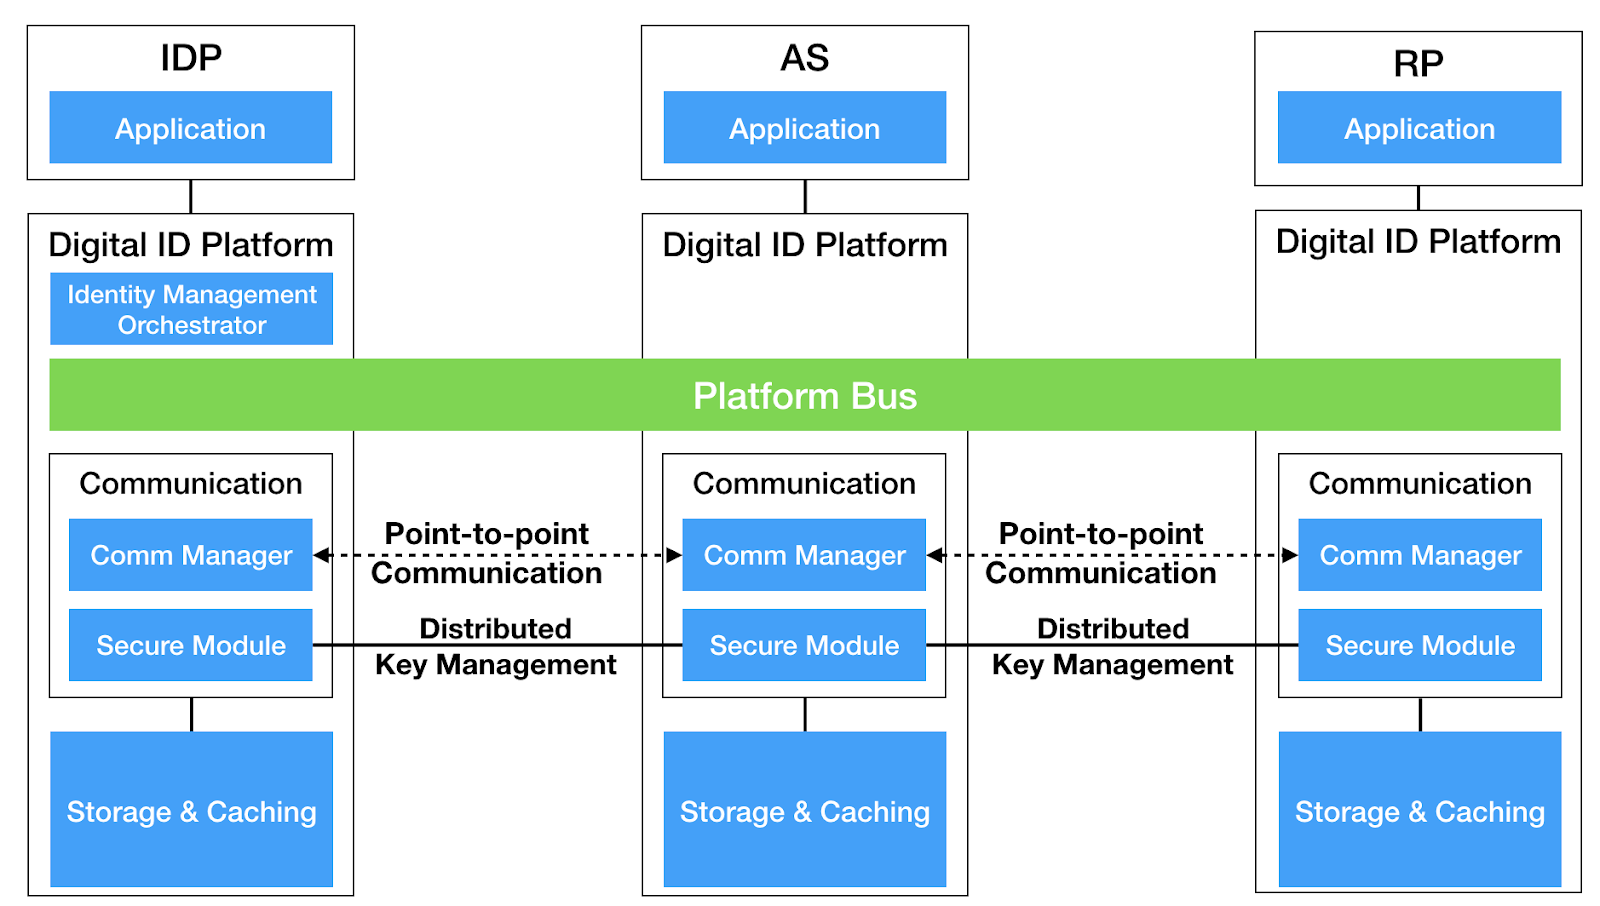 IDP
Application
AS
Application
RP
Application
Digital ID Platform
Identity Management
Orchestrator
Digital ID Platform
Digital ID Platform
Platform Bus
Communication
Comm Manager
Secure Module
Point-to-point
Communication
Distributed
Key Management
Communication
Comm Manager
Secure Module
Point-to-point
Communication
Distributed
Key Management
Communication
Comm Manager
Secure Module
Storage & Caching
Storage & Caching
Storage & Caching